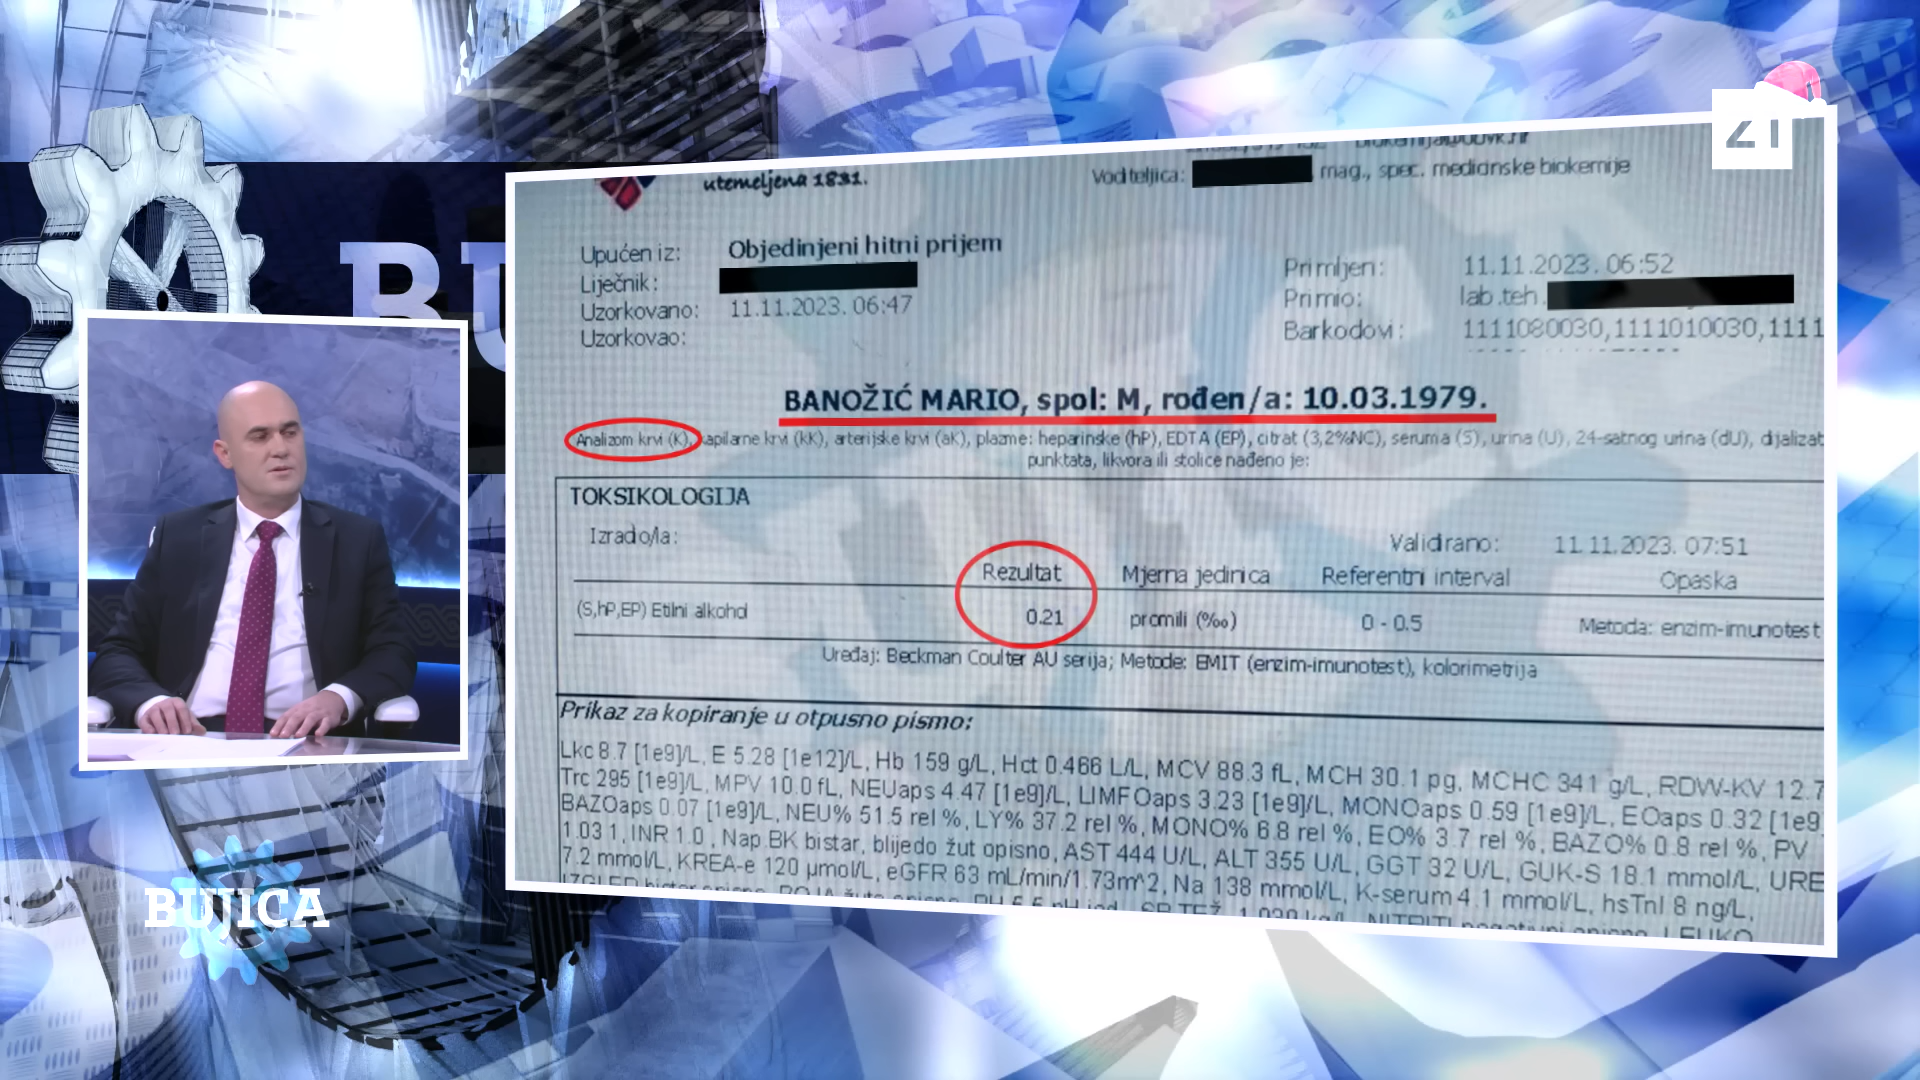 BU
21
utemeljena 1831.
Voditeljica: mag., spec. medicinske biokemije
Upućen iz: Objedinjeni hitni prijem
Liječnik:
Uzorkovano: 11.11.2023. 06:47
Uzorkovao:
Primljen: 11.11.2023. 06:52
Primio: lab.teh.
Barkodovi: 1111080030,1111010030,1111
BANOŽIĆ MARIO, spol: M, rođen/a: 10.03.1979.
Analizom krvi (K), kapilarne krvi (kK), arterijske krvi (aK), plazme: heparinske (hP), EDTA (EP), citrat (3,2%NC), seruma (S), urina (U), 24-satnog urina (dU), dijalizat
punktata, likvora ili stolice nađeno je:
TOKSIKOLOGIJA
Izradio/la: Validirano: 11.11.2023. 07:51
Rezultat Mjerna jedinica Referentni interval Opaska
(S,hP,EP) Etilni alkohol 0.21 promili (‰) 0 - 0.5 Metoda: enzim-imunotest
Uređaj: Beckman Coulter AU serija; Metode: EMIT (enzim-imunotest), kolorimetrija
Prikaz za kopiranje u otpusno pismo:
Lkc 8.7 [1e9]/L, E 5.28 [1e12]/L, Hb 159 g/L, Hct 0.466 L/L, MCV 88.3 fL, MCH 30.1 pg, MCHC 341 g/L, RDW-KV 12.7
Trc 295 [1e9]/L, MPV 10.0 fL, NEUaps 4.47 [1e9]/L, LIMFOaps 3.23 [1e9]/L, MONOaps 0.59 [1e9]/L, EOaps 0.32 [1e9
BAZOaps 0.07 [1e9]/L, NEU% 51.5 rel %, LY% 37.2 rel %, MONO% 6.8 rel %, EO% 3.7 rel %, BAZO% 0.8 rel %, PV
1.03 1, INR 1.0 , Nap.BK bistar, blijedo žut opisno, AST 444 U/L, ALT 355 U/L, GGT 32 U/L, GUK-S 18.1 mmol/L, URE
7.2 mmol/L, KREA-e 120 µmol/L, eGFR 63 mL/min/1.73m^2, Na 138 mmol/L, K-serum 4.1 mmol/L, hsTnI 8 ng/L,
BUJICA